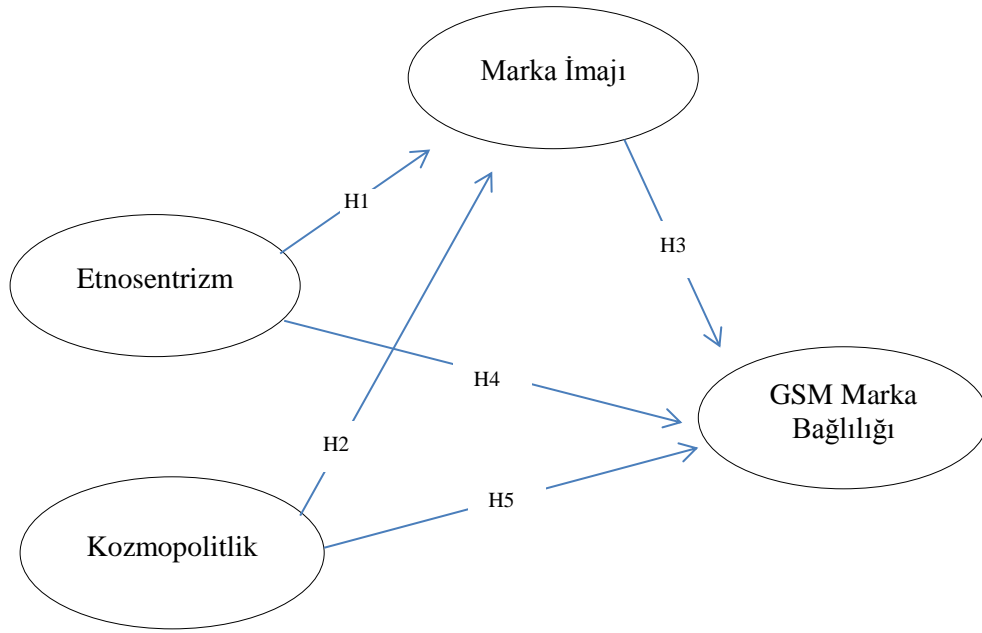 Marka İmajı
H1
H3
Etnosentrizm
H4
GSM Marka
Bağlılığı
H2
H5
Kozmopolitlik